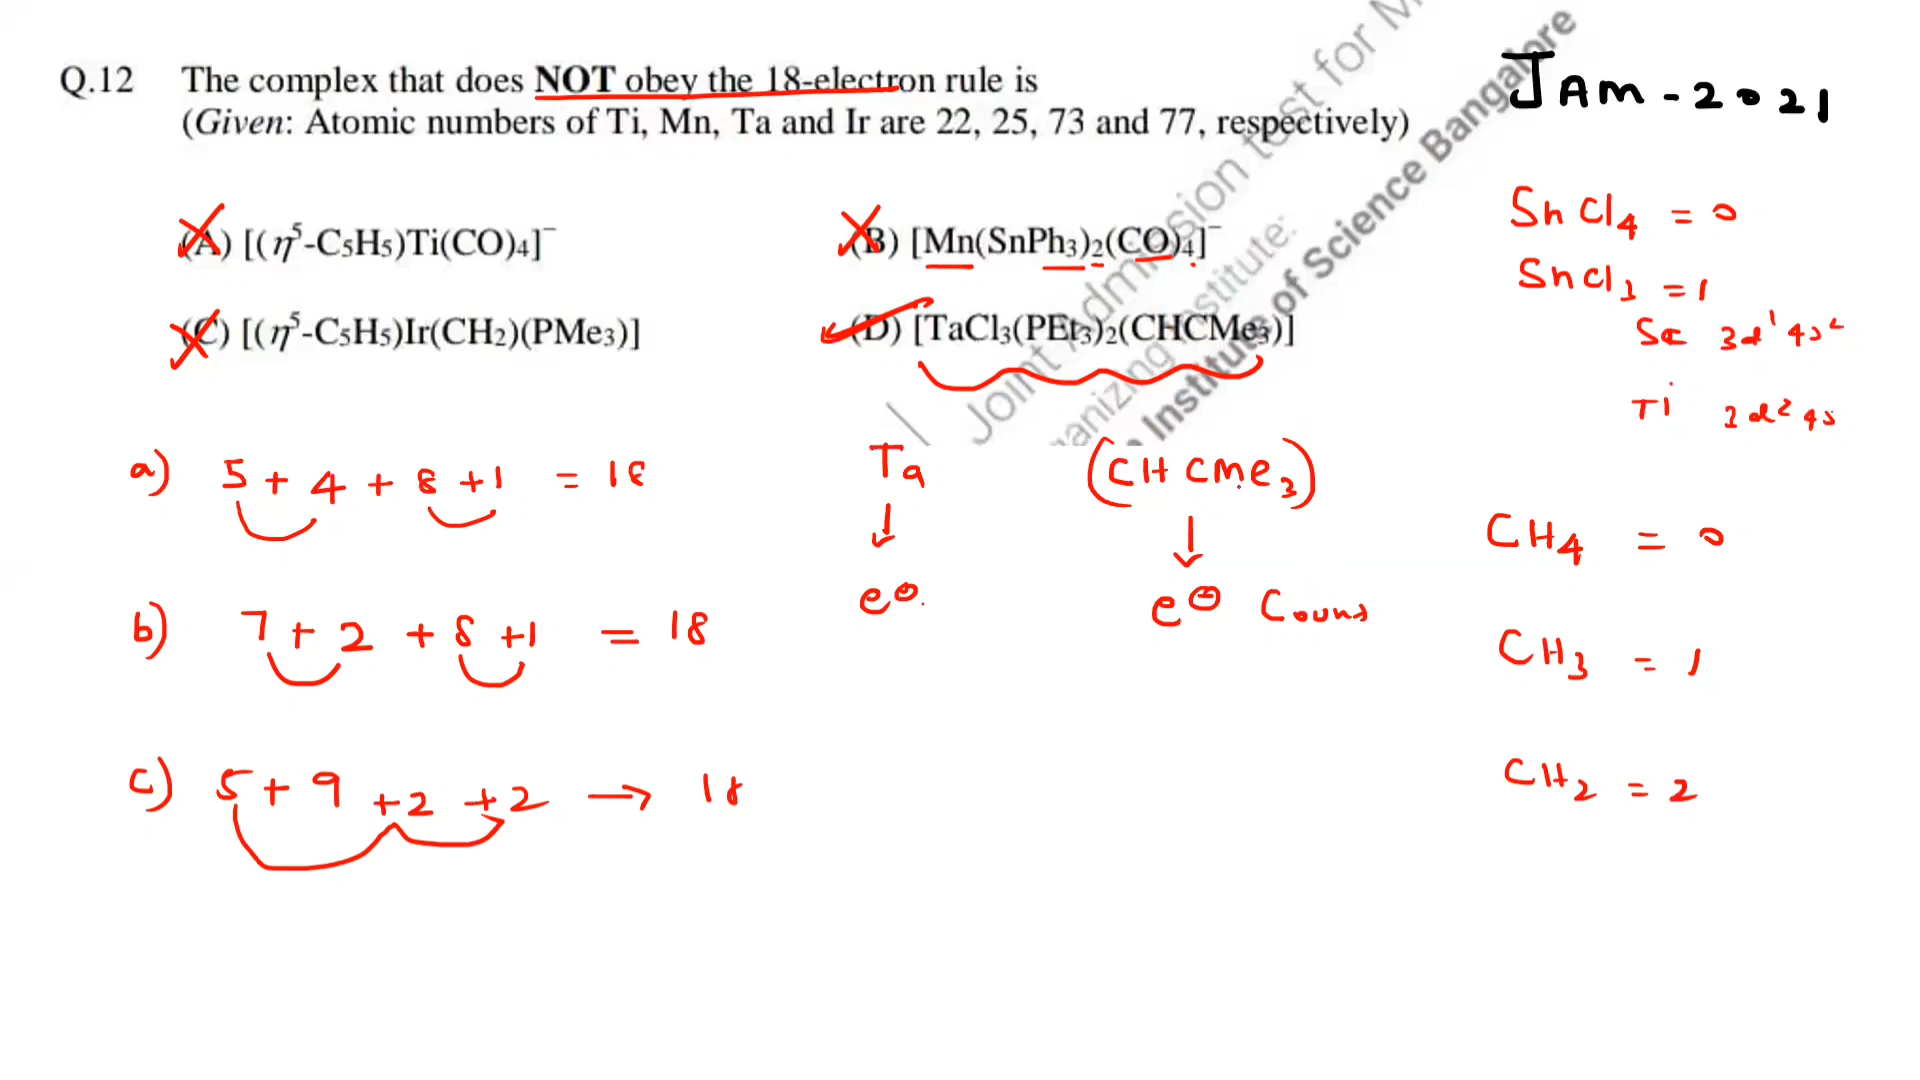 Q.12 The complex that does NOT obey the 18-electron rule is
(Given: Atomic numbers of Ti, Mn, Ta and Ir are 22, 25, 73 and 77, respectively)
JAM-2021
(A) [(η⁵-C₅H₅)Ti(CO)₄]⁻
(B) [Mn(SnPh₃)₂(CO)₄]⁻
(C) [(η⁵-C₅H₅)Ir(CH₂)(PMe₃)]
(D) [TaCl₃(PEt₃)₂(CHCMe₃)]
Joint Admission test for M
Organizing Institute:
Institute of Science Bangalore
SnCl₄ = 0
SnCl₃ = 1
Sc 3d¹ 4s²
Ti 3d² 4s
a) 5 + 4 + 8 + 1 = 18
Ta (CHCMe₃)
↓ ↓
e⊖ e⊖ Count
b) 7 + 2 + 8 + 1 = 18
c) 5 + 9 + 2 + 2 → 18
CH₄ = 0
CH₃ = 1
CH₂ = 2